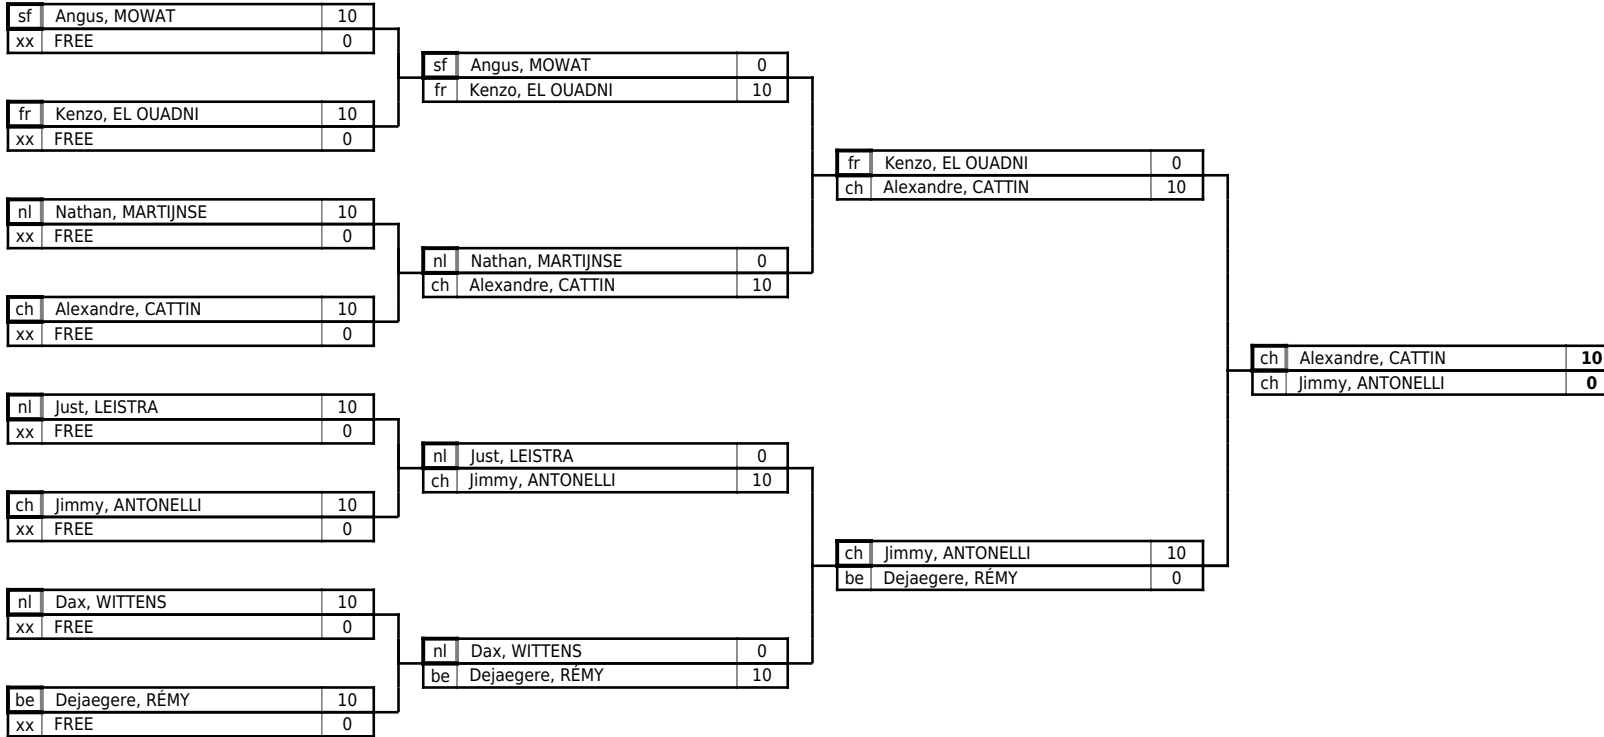 sf Angus, MOWAT 10
xx FREE 0
fr Kenzo, EL OUADNI 10
xx FREE 0
nl Nathan, MARTIJNSE 10
xx FREE 0
ch Alexandre, CATTIN 10
xx FREE 0
nl Just, LEISTRA 10
xx FREE 0
ch Jimmy, ANTONELLI 10
xx FREE 0
nl Dax, WITTENS 10
xx FREE 0
be Dejaegere, RÉMY 10
xx FREE 0
sf Angus, MOWAT 0
fr Kenzo, EL OUADNI 10
nl Nathan, MARTIJNSE 0
ch Alexandre, CATTIN 10
nl Just, LEISTRA 0
ch Jimmy, ANTONELLI 10
nl Dax, WITTENS 0
be Dejaegere, RÉMY 10
fr Kenzo, EL OUADNI 0
ch Alexandre, CATTIN 10
ch Jimmy, ANTONELLI 10
be Dejaegere, RÉMY 0
ch Alexandre, CATTIN 10
ch Jimmy, ANTONELLI 0